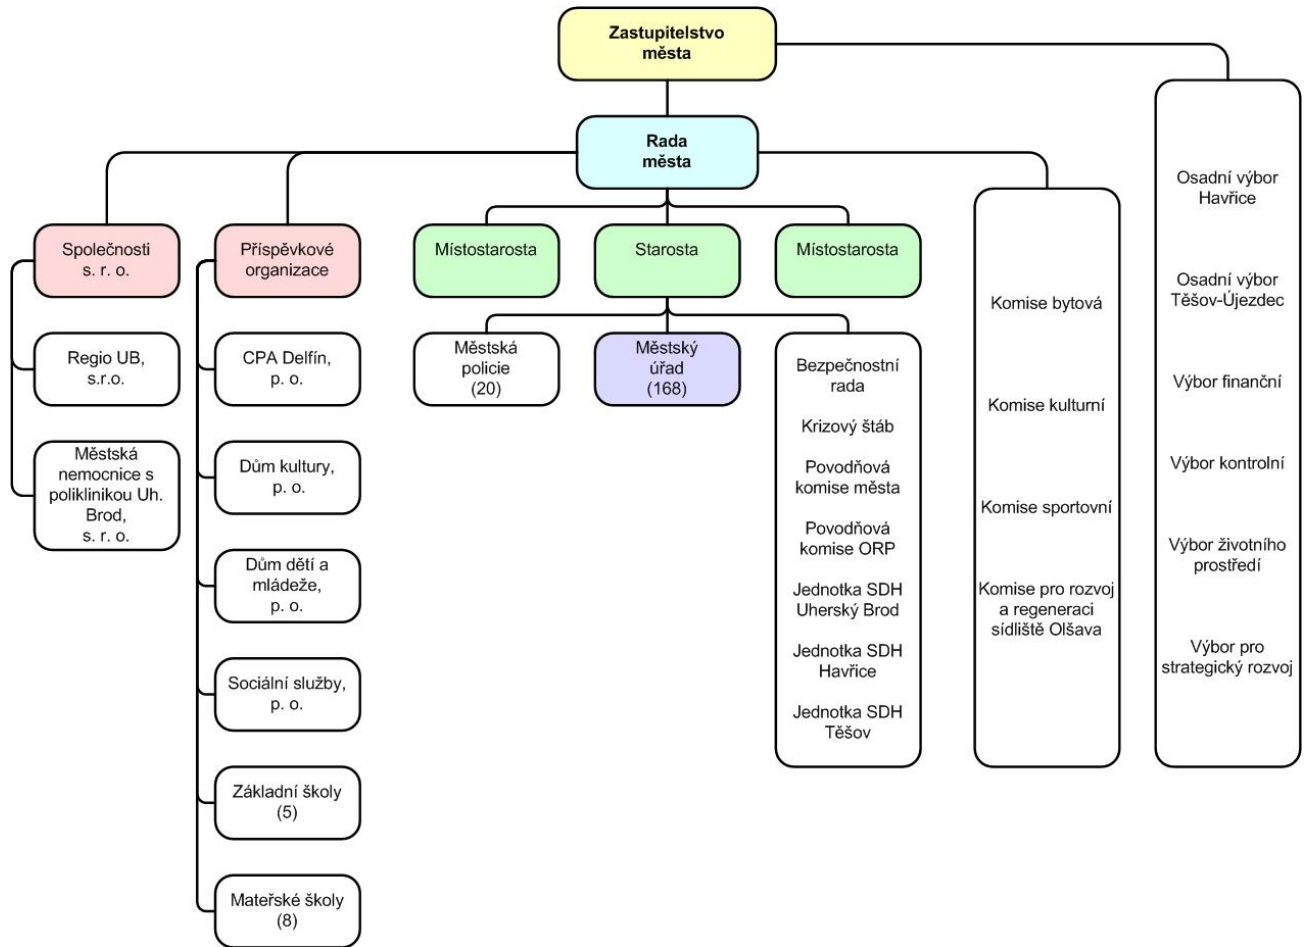 Zastupitelstvo
města
Rada
města
Společnosti
s. r. o.
Regio UB,
s.r.o.
Městská
nemocnice s
poliklinikou Uh.
Brod,
s. r. o.
Příspěvkové
organizace
CPA Delfín,
p. o.
Dům kultury,
p. o.
Dům dětí a
mládeže,
p. o.
Sociální služby,
p. o.
Základní školy
(5)
Mateřské školy
(8)
Místostarosta
Starosta
Místostarosta
Městská
policie
(20)
Městský
úřad
(168)
Bezpečnostní
rada
Krizový štáb
Povodňová
komise města
Povodňová
komise ORP
Jednotka SDH
Uherský Brod
Jednotka SDH
Havřice
Jednotka SDH
Těšov
Komise bytová
Komise kulturní
Komise sportovní
Komise pro rozvoj
a regeneraci
sídliště Olšava
Osadní výbor
Havřice
Osadní výbor
Těšov-Újezdec
Výbor finanční
Výbor kontrolní
Výbor životního
prostředí
Výbor pro
strategický rozvoj